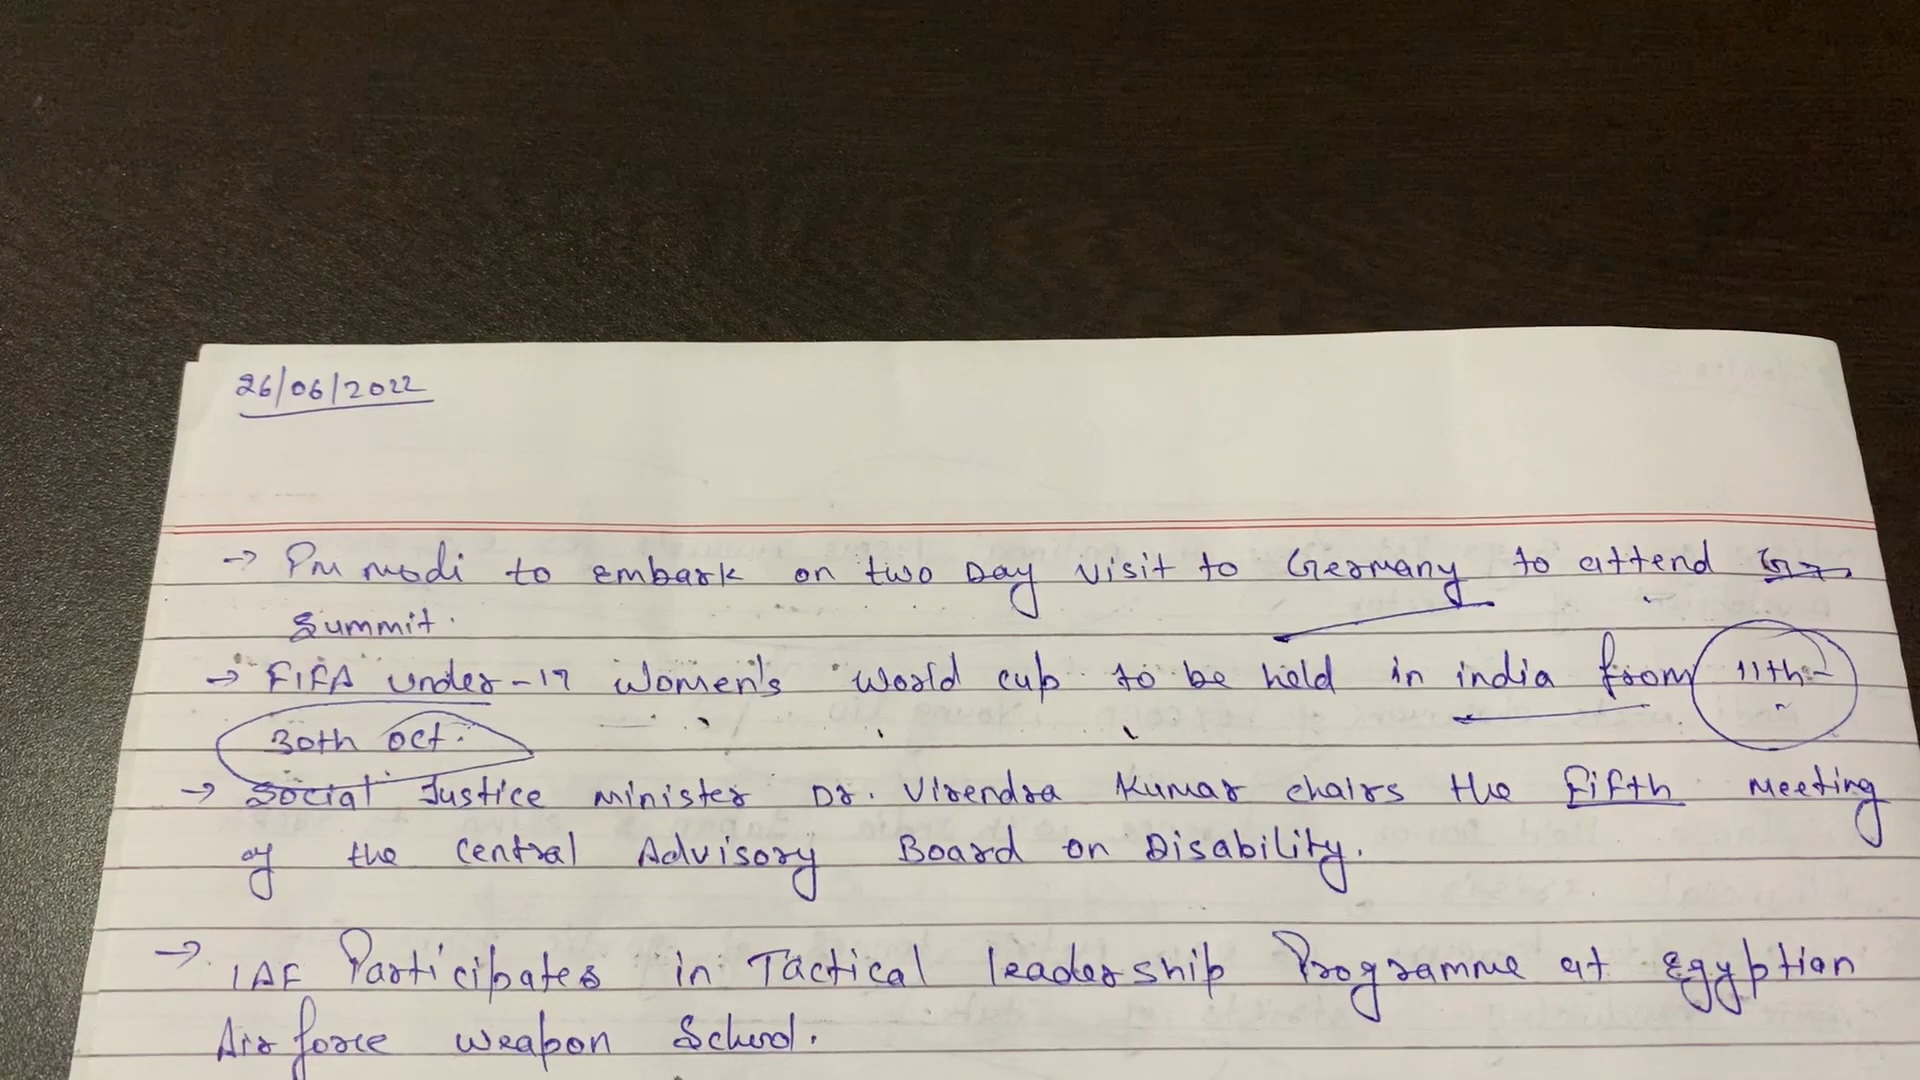 26/06/2022
→ PM modi to embark on two Day visit to Germany to attend G7
Summit.
→ FIFA under-17 Women's World cup to be held in india from 11th-
30th oct.
→ Social Justice minister Dr. Virendra Kumar chairs the Fifth Meeting
of the central Advisory Board on Disability.
→ IAF Participates in Tactical leadership Programme at Egyptian
Air force weapon School.